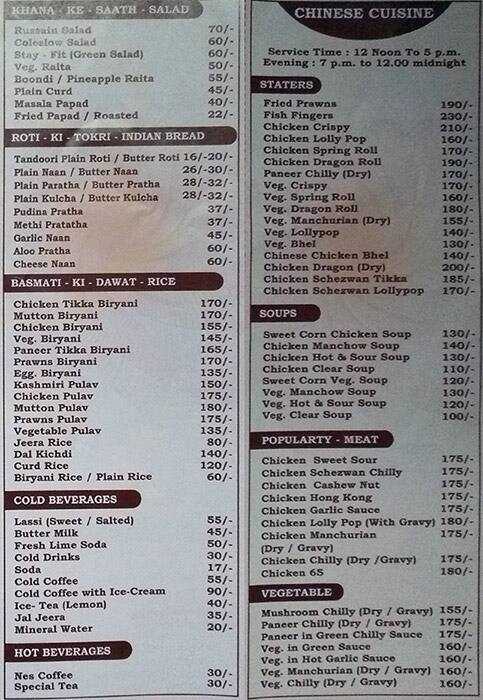 KHANA - KE - SAATH - SALAD
Russain Salad 70/-
Coleslow Salad 60/-
Stay - Fit (Green Salad) 60/-
Veg. Raita 50/-
Boondi / Pineapple Raita 55/-
Plain Curd 45/-
Masala Papad 40/-
Fried Papad / Roasted 22/-
ROTI - KI - TOKRI - INDIAN BREAD
Tandoori Plain Roti / Butter Roti 16/-20/-
Plain Naan / Butter Naan 26/-30/-
Plain Paratha / Butter Pratha 28/-32/-
Plain Kulcha / Butter Kulcha 28/-32/-
Pudina Pratha 37/-
Methi Pratatha 37/-
Garlic Naan 45/-
Aloo Pratha 60/-
Cheese Naan 60/-
BASMATI - KI - DAWAT - RICE
Chicken Tikka Biryani 170/-
Mutton Biryani 170/-
Chicken Biryani 155/-
Veg. Biryani 145/-
Paneer Tikka Biryani 165/-
Prawns Biryani 170/-
Egg. Biryani 135/-
Kashmiri Pulav 150/-
Chicken Pulav 175/-
Mutton Pulav 180/-
Prawns Pulav 175/-
Vegetable Pulav 135/-
Jeera Rice 80/-
Dal Kichdi 140/-
Curd Rice 120/-
Biryani Rice / Plain Rice 60/-
COLD BEVERAGES
Lassi (Sweet / Salted) 55/-
Butter Milk 45/-
Fresh Lime Soda 50/-
Cold Drinks 30/-
Soda 17/-
Cold Coffee 55/-
Cold Coffee with Ice-Cream 90/-
Ice- Tea (Lemon) 40/-
Jal Jeera 35/-
Mineral Water 20/-
HOT BEVERAGES
Nes Coffee 30/-
Special Tea 30/-
CHINESE CUISINE
Service Time : 12 Noon To 5 p.m.
Evening : 7 p.m. to 12.00 midnight
STATERS
Fried Prawns 190/-
Fish Fingers 230/-
Chicken Crispy 210/-
Chicken Lolly Pop 160/-
Chicken Spring Roll 170/-
Chicken Dragon Roll 190/-
Paneer Chilly (Dry) 170/-
Veg. Crispy 170/-
Veg. Spring Roll 160/-
Veg. Dragon Roll 180/-
Veg. Manchurian (Dry) 155/-
Veg. Lollypop 140/-
Veg. Bhel 130/-
Chinese Chicken Bhel 140/-
Chicken Dragon (Dry) 200/-
Chicken Schezwan Tikka 185/-
Chicken Schezwan Lollypop 170/-
SOUPS
Sweet Corn Chicken Soup 130/-
Chicken Manchow Soup 140/-
Chicken Hot & Sour Soup 130/-
Chicken Clear Soup 110/-
Sweet Corn Veg. Soup 120/-
Veg. Manchow Soup 130/-
Veg. Hot & Sour Soup 120/-
Veg. Clear Soup 100/-
POPULARTY - MEAT
Chicken Sweet Sour 175/-
Chicken Schezwan Chilly 175/-
Chicken Cashew Nut 175/-
Chicken Hong Kong 175/-
Chicken Garlic Sauce 175/-
Chicken Lolly Pop (With Gravy) 180/-
Chicken Manchurian 175/-
(Dry / Gravy)
Chicken Chilly (Dry /Gravy) 175/-
Chicken 65 180/-
VEGETABLE
Mushroom Chilly (Dry / Gravy) 155/-
Paneer Chilly (Dry / Gravy) 175/-
Paneer in Green Chilly Sauce 175/-
Veg. in Green Sauce 160/-
Veg. in Hot Garlic Sauce 160/-
Veg. Manchurian (Dry / Gravy) 160/-
Veg. Chilly (Dry / Gravy) 160/-